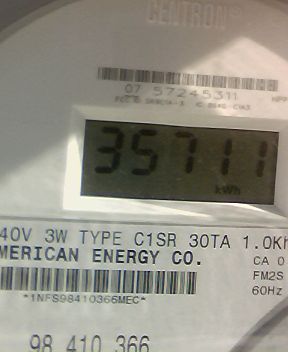 CENTRON®
07 57245311
35711
kWh
40V 3W TYPE C1SR 30TA 1.0Kh
MERICAN ENERGY CO.
CA 0
FM2S
60Hz
*1NFS98410366MEC*
98 410 366